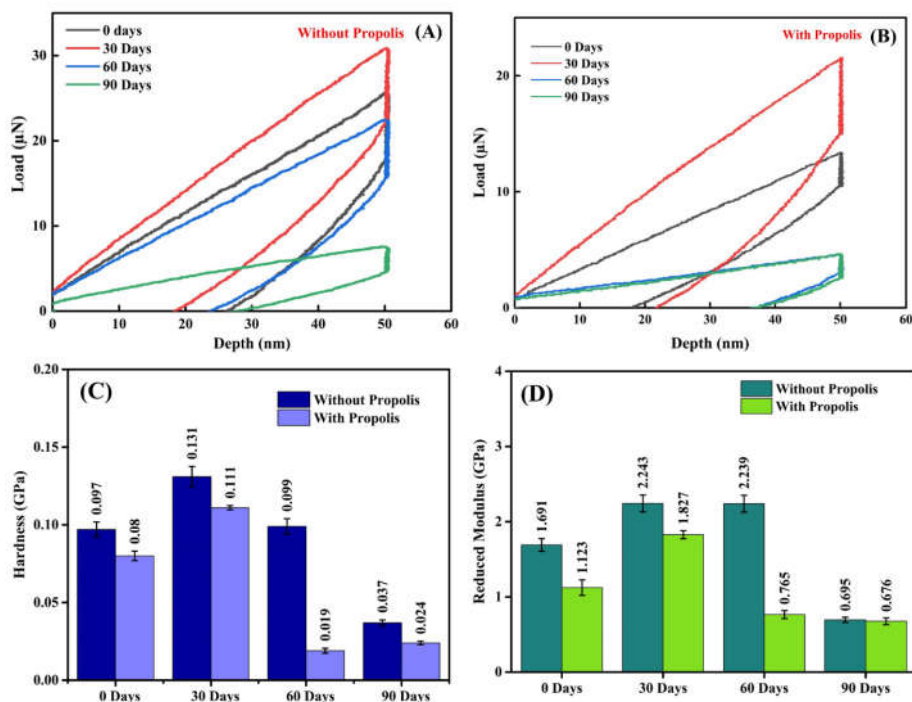 0 days
30 Days
60 Days
90 Days
Without Propolis
(A)
30
20
10
0
Load (µN)
0 10 20 30 40 50 60
Depth (nm)
With Propolis
(B)
0 Days
30 Days
60 Days
90 Days
20
10
0
Load (µN)
0 10 20 30 40 50 60
Depth (nm)
(C)
Without Propolis
With Propolis
0.20
0.15
0.10
0.05
0.00
Hardness (GPa)
0.097
0.08
0.131
0.111
0.099
0.019
0.037
0.024
0 Days 30 Days 60 Days 90 Days
(D)
Without Propolis
With Propolis
4
3
2
1
0
Reduced Modulus (GPa)
1.691
1.123
2.243
1.827
2.239
0.765
0.695
0.676
0 Days 30 Days 60 Days 90 Days